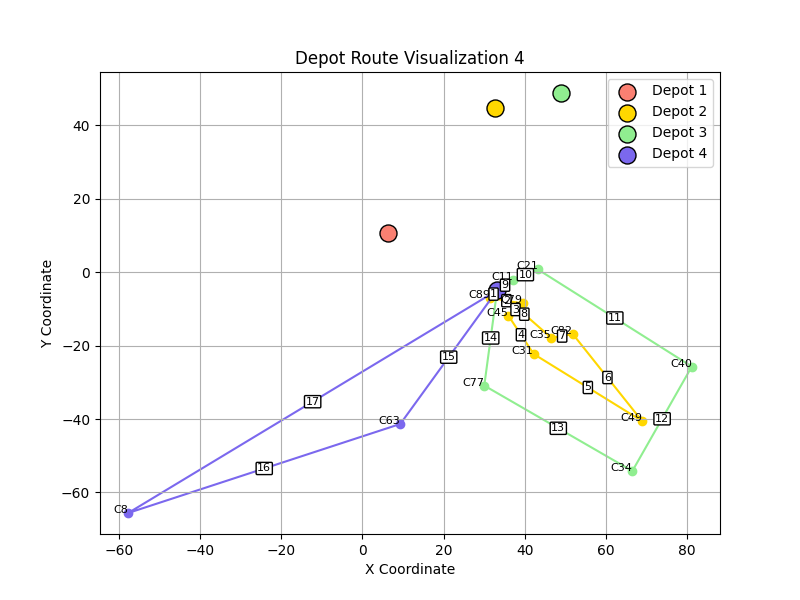 Depot Route Visualization 4
Depot 1
Depot 2
Depot 3
Depot 4
Y Coordinate
40
20
0
−20
−40
−60
−60
−40
−20
0
20
40
60
80
X Coordinate
C21
C11
C89
C45
C35
C92
C31
C40
C77
C49
C63
C34
C8
1
2
3
4
5
6
7
8
9
10
11
12
13
14
15
16
17